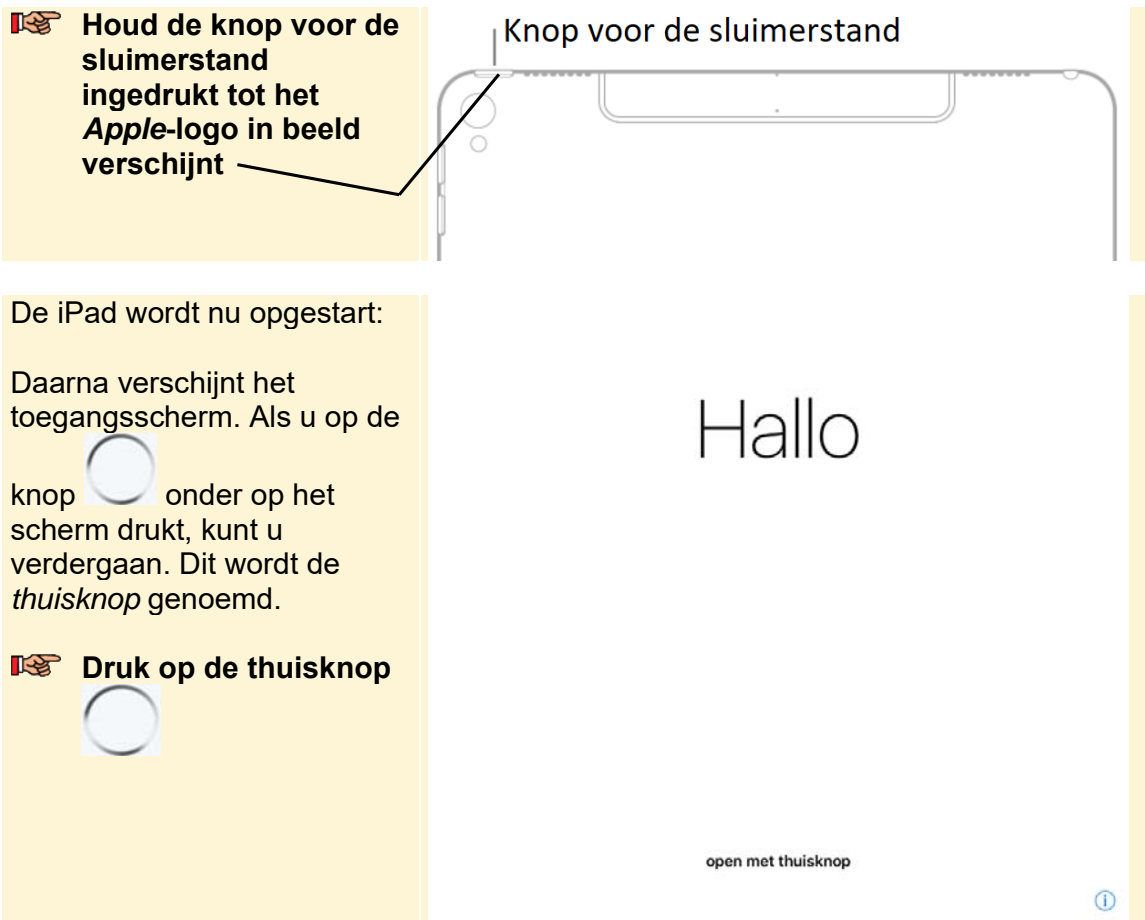 Houd de knop voor de
sluimerstand
ingedrukt tot het
Apple-logo in beeld
verschijnt
Knop voor de sluimerstand
De iPad wordt nu opgestart:
Daarna verschijnt het
toegangsscherm. Als u op de
knop onder op het
scherm drukt, kunt u
verdergaan. Dit wordt de
thuisknop genoemd.
Druk op de thuisknop
Hallo
open met thuisknop